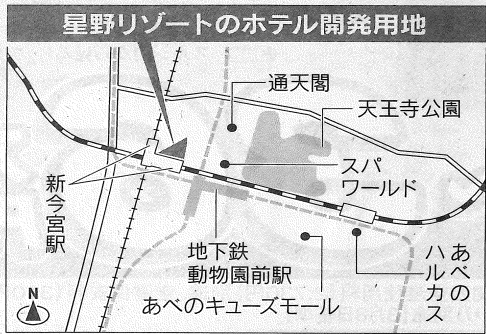 星野リゾートのホテル開発用地
通天閣
天王寺公園
スパ
ワールド
新今宮駅
地下鉄
動物園前駅
あべのキューズモール
あべの
ハルカス
N